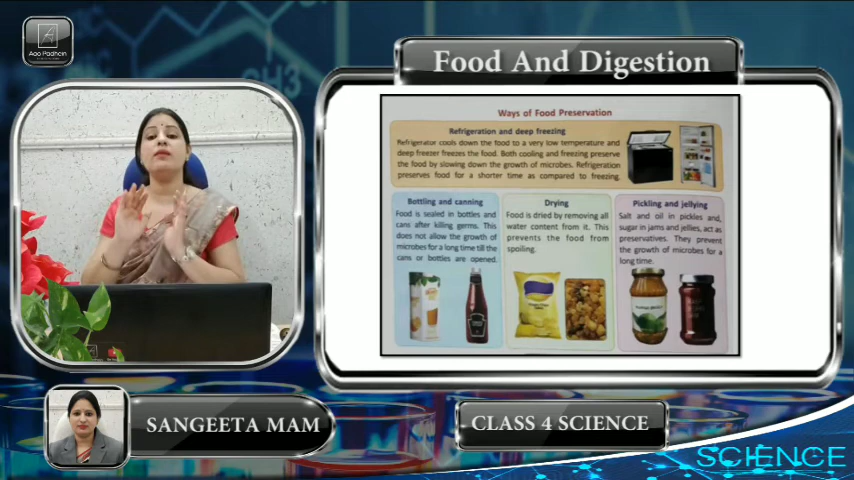 Aao Padhein
Food And Digestion
Ways of Food Preservation
Refrigeration and deep freezing
Refrigerator cools down the food to a very low temperature and
deep freezer freezes the food. Both cooling and freezing preserve
the food by slowing down the growth of microbes. Refrigeration
preserves food for a shorter time as compared to freezing.
Bottling and canning
Food is sealed in bottles and
cans after killing germs. This
does not allow the growth of
microbes for a long time till the
cans or bottles are opened.
Drying
Food is dried by removing all
water content from it. This
prevents the food from
spoiling.
Pickling and jellying
Salt and oil in pickles and,
sugar in jams and jellies, act as
preservatives. They prevent
the growth of microbes for a
long time.
SANGEETA MAM
CLASS 4 SCIENCE
SCIENCE
CH3